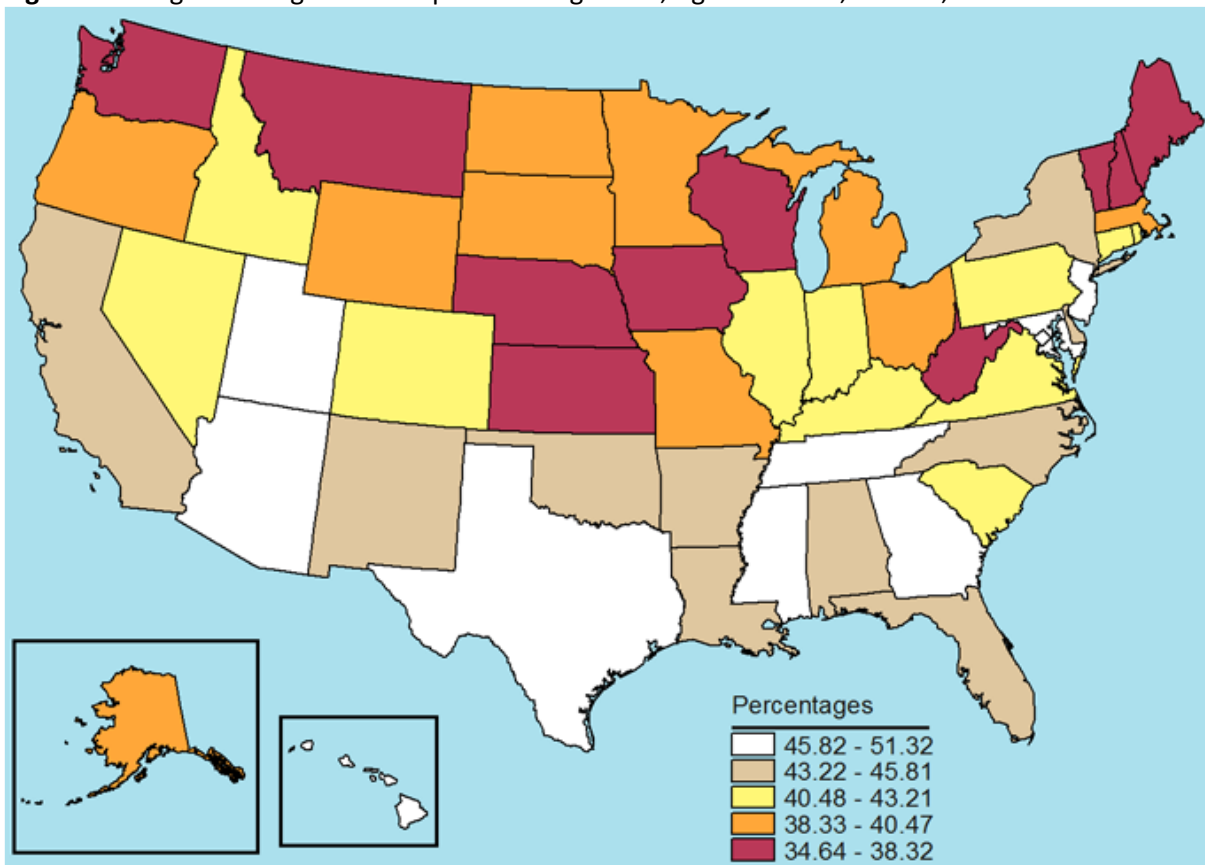 Percentages
45.82 - 51.32
43.22 - 45.81
40.48 - 43.21
38.33 - 40.47
34.64 - 38.32